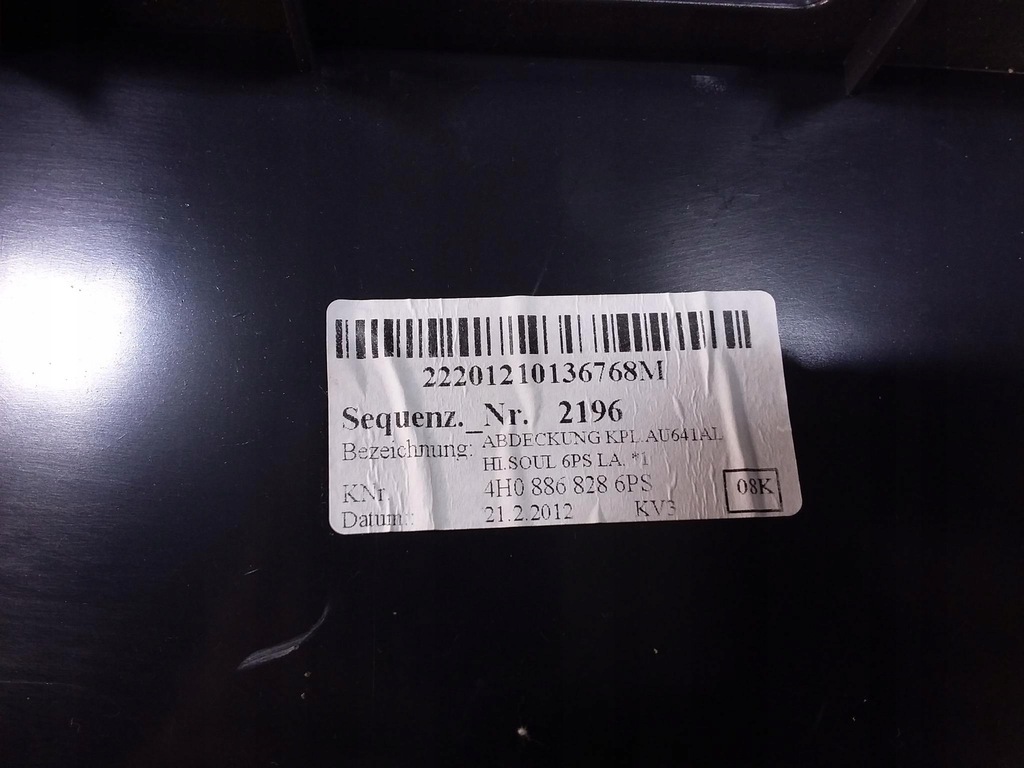 22201210136768M
Sequenz._Nr. 2196
Bezeichnung: ABDECKUNG KPL.AU641AL
HI.SOUL 6PS LA. *1
KNr. 4H0 886 828 6PS
08K
Datum: 21.2.2012 KV3